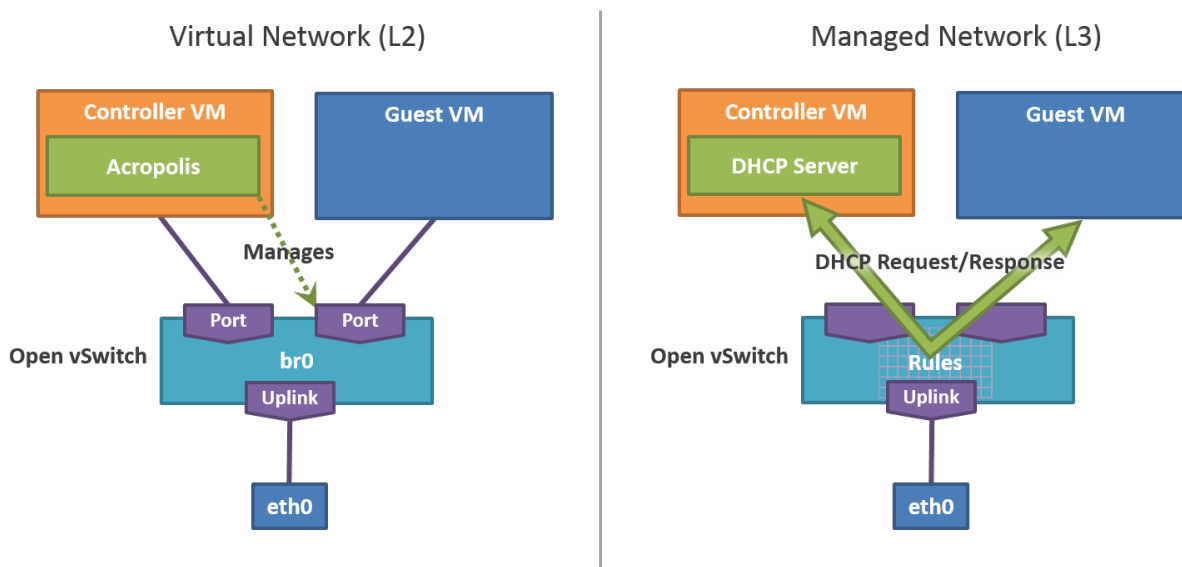 Virtual Network (L2)
Controller VM
Acropolis
Guest VM
Manages
Port
Port
Open vSwitch
br0
Uplink
eth0
Managed Network (L3)
Controller VM
DHCP Server
Guest VM
DHCP Request/Response
Open vSwitch
Rules
Uplink
eth0